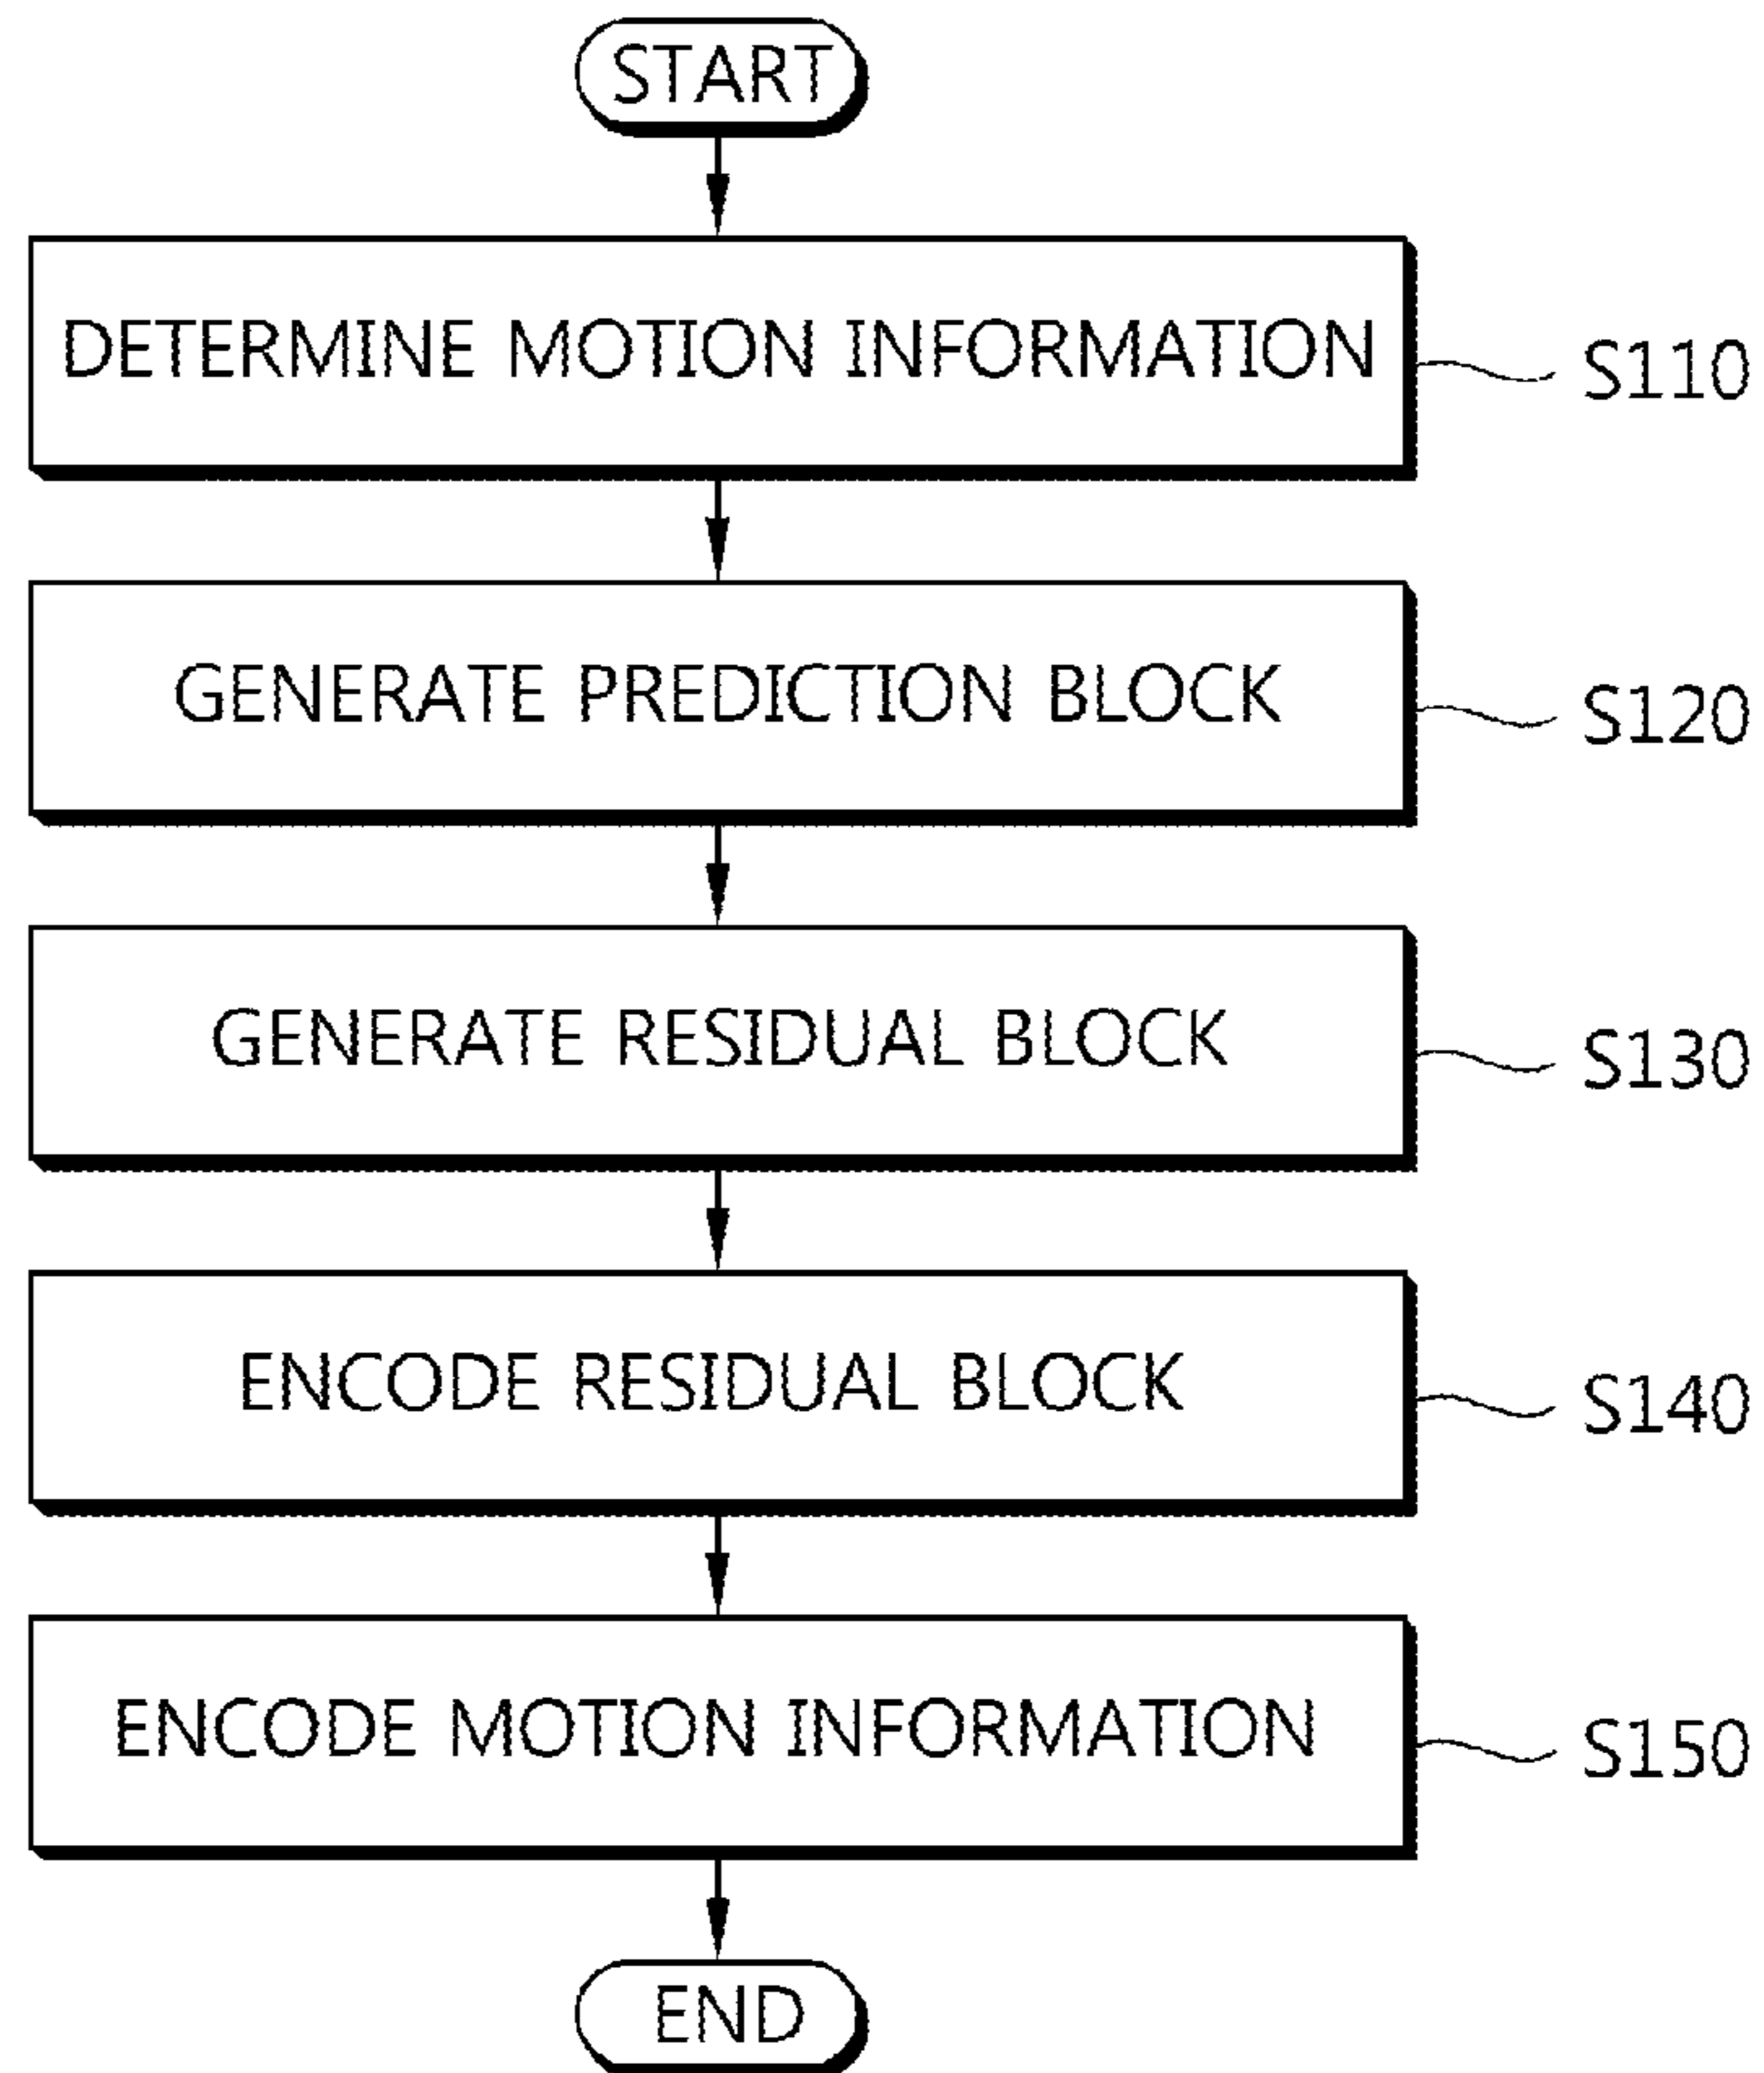 START
DETERMINE MOTION INFORMATION
S110
GENERATE PREDICTION BLOCK
S120
GENERATE RESIDUAL BLOCK
S130
ENCODE RESIDUAL BLOCK
S140
ENCODE MOTION INFORMATION
S150
END